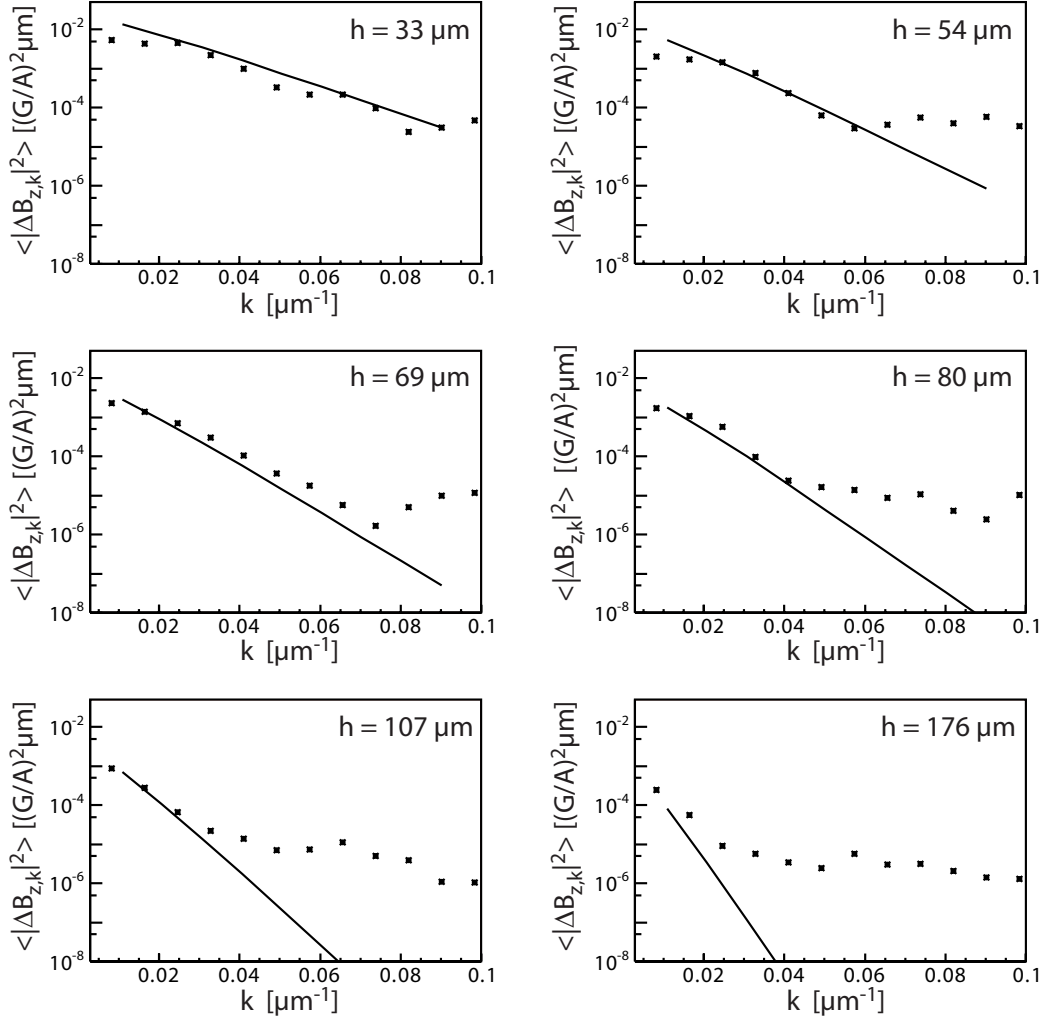 h = 33 µm
<|ΔB_{z,k}|²> [(G/A)²µm]
10⁻²
10⁻⁴
10⁻⁶
10⁻⁸
0.02 0.04 0.06 0.08 0.1
k [µm⁻¹]
h = 54 µm
<|ΔB_{z,k}|²> [(G/A)²µm]
10⁻²
10⁻⁴
10⁻⁶
10⁻⁸
0.02 0.04 0.06 0.08 0.1
k [µm⁻¹]
h = 69 µm
<|ΔB_{z,k}|²> [(G/A)²µm]
10⁻²
10⁻⁴
10⁻⁶
10⁻⁸
0.02 0.04 0.06 0.08 0.1
k [µm⁻¹]
h = 80 µm
<|ΔB_{z,k}|²> [(G/A)²µm]
10⁻²
10⁻⁴
10⁻⁶
10⁻⁸
0.02 0.04 0.06 0.08 0.1
k [µm⁻¹]
h = 107 µm
<|ΔB_{z,k}|²> [(G/A)²µm]
10⁻²
10⁻⁴
10⁻⁶
10⁻⁸
0.02 0.04 0.06 0.08 0.1
k [µm⁻¹]
h = 176 µm
<|ΔB_{z,k}|²> [(G/A)²µm]
10⁻²
10⁻⁴
10⁻⁶
10⁻⁸
0.02 0.04 0.06 0.08 0.1
k [µm⁻¹]